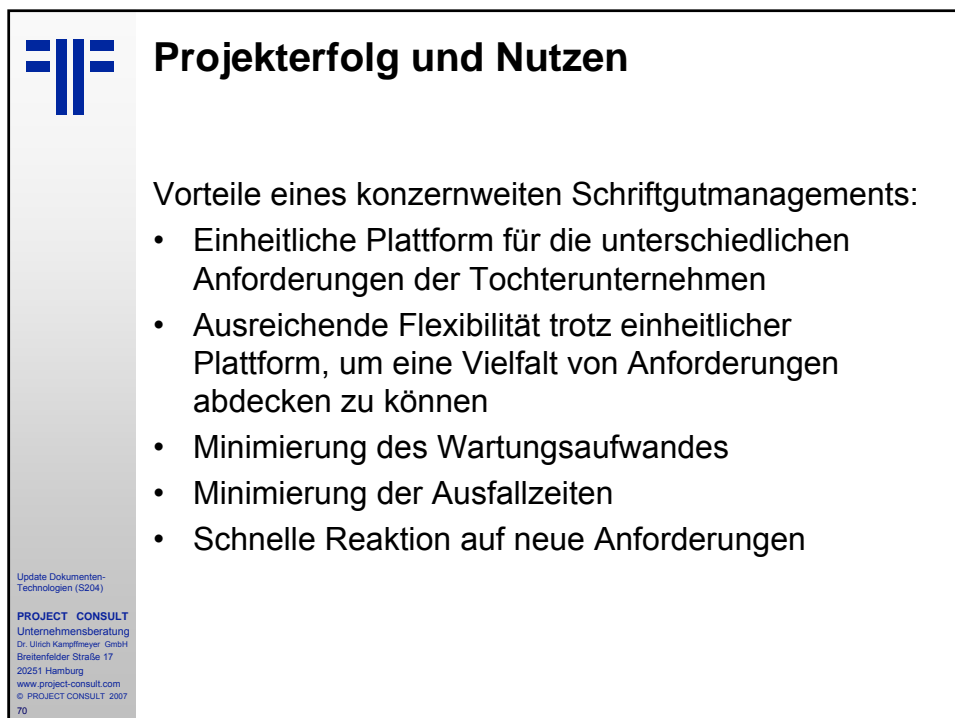 Projekterfolg und Nutzen
Vorteile eines konzernweiten Schriftgutmanagements:
• Einheitliche Plattform für die unterschiedlichen
Anforderungen der Tochterunternehmen
• Ausreichende Flexibilität trotz einheitlicher
Plattform, um eine Vielfalt von Anforderungen
abdecken zu können
• Minimierung des Wartungsaufwandes
• Minimierung der Ausfallzeiten
• Schnelle Reaktion auf neue Anforderungen
Update Dokumenten-
Technologien (S204)
PROJECT CONSULT
Unternehmensberatung
Dr. Ulrich Kampffmeyer GmbH
Breitenfelder Straße 17
20251 Hamburg
www.project-consult.com
© PROJECT CONSULT 2007
70